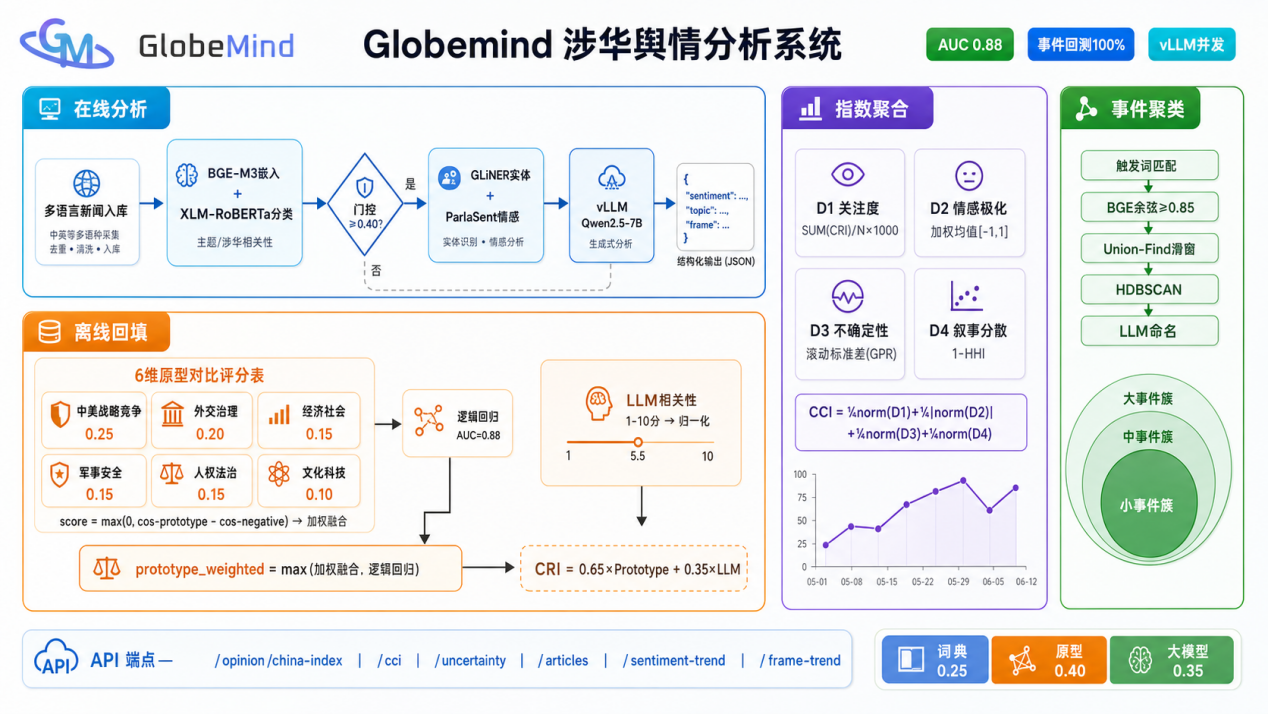 GM
GlobeMind
Globemind 涉华舆情分析系统
AUC 0.88
事件回测100%
vLLM并发
在线分析
多语言新闻入库
中英等多语种采集
去重 • 清洗 • 入库
BGE-M3嵌入
+
XLM-RoBERTa分类
主题/涉华相关性
门控
≥0.40?
是
否
GLiNER实体
+
ParlaSent情感
实体识别 • 情感分析
vLLM
Qwen2.5-7B
生成式分析
{
"sentiment": ...,
"topic": ...,
"frame": ...,
}
结构化输出 (JSON)
离线回填
6维原型对比评分表
中美战略竞争
0.25
外交治理
0.20
经济社会
0.15
军事安全
0.15
人权法治
0.15
文化科技
0.10
score = max(0, cos-prototype − cos-negative) → 加权融合
逻辑回归
AUC=0.88
LLM相关性
1-10分 → 归一化
1
5.5
10
prototype_weighted = max (加权融合, 逻辑回归)
CRI = 0.65×Prototype + 0.35×LLM
指数聚合
D1 关注度
SUM(CRI)/N×1000
D2 情感极化
加权均值[-1,1]
D3 不确定性
滚动标准差(GPR)
D4 叙事分散
1-HHI
CCI = ¼norm(D1)+¼|norm(D2)|
+¼norm(D3)+¼norm(D4)
100
75
50
25
0
05-01 05-08 05-15 05-22 05-29 06-05 06-12
事件聚类
触发词匹配
BGE余弦≥0.85
Union-Find滑窗
HDBSCAN
LLM命名
大事件簇
中事件簇
小事件簇
API
API 端点 —
/opinion /china-index | /cci | /uncertainty | /articles | /sentiment-trend | /frame-trend
词典
0.25
原型
0.40
大模型
0.35